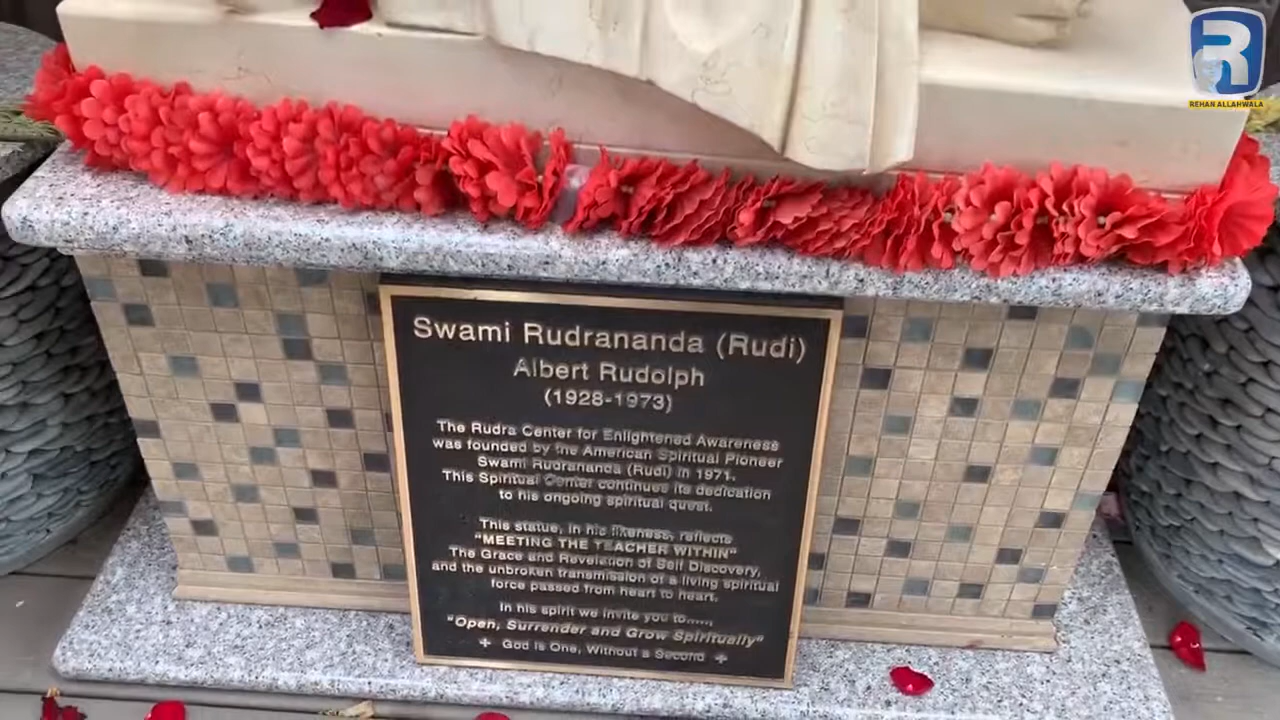 R
REHAN ALLAHWALA
Swami Rudrananda (Rudi)
Albert Rudolph
(1928-1973)
The Rudra Center for Enlightened Awareness
was founded by the American Spiritual Pioneer
Swami Rudrananda (Rudi) in 1971.
This Spiritual Center continues its dedication
to his ongoing spiritual quest.
This statue, in his likeness, reflects
"MEETING THE TEACHER WITHIN"
The Grace and Revelation of Self Discovery,
and the unbroken transmission of a living spiritual
force passed from heart to heart.
In his spirit we invite you to......
"Open, Surrender and Grow Spiritually"
+ God is One, Without a Second +